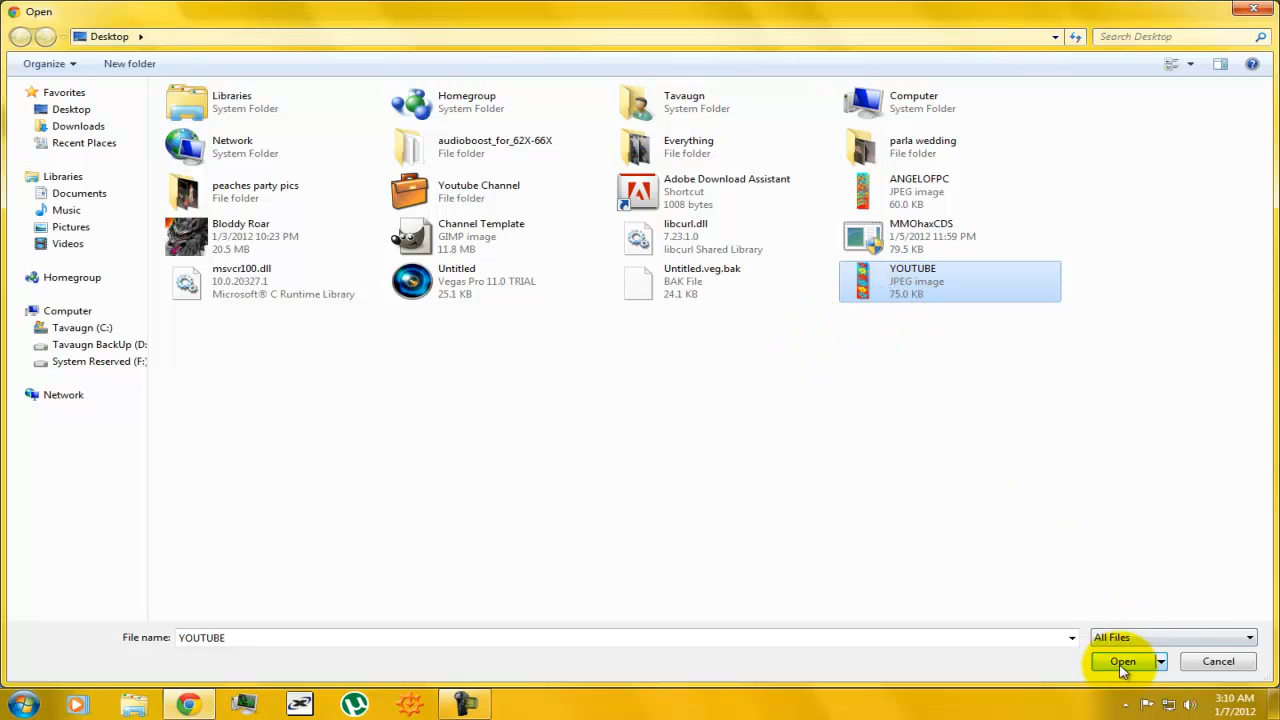 Open
Desktop
Search Desktop
Organize
New folder
Favorites
Desktop
Downloads
Recent Places
Libraries
Documents
Music
Pictures
Videos
Homegroup
Computer
Tavaugn (C:)
Tavaugn BackUp (D:
System Reserved (F:
Network
Libraries
System Folder
Homegroup
System Folder
Tavaugn
System Folder
Computer
System Folder
Network
System Folder
audioboost_for_62X-66X
File folder
Everything
File folder
parla wedding
File folder
peaches party pics
File folder
Youtube Channel
File folder
Adobe Download Assistant
Shortcut
1008 bytes
ANGELOFPC
JPEG image
60.0 KB
Bloddy Roar
1/3/2012 10:23 PM
20.5 MB
Channel Template
GIMP image
11.8 MB
libcurl.dll
7.23.1.0
libcurl Shared Library
MMOhaxCDS
1/5/2012 11:59 PM
79.5 KB
msvcr100.dll
10.0.20327.1
Microsoft® C Runtime Library
Untitled
Vegas Pro 11.0 TRIAL
25.1 KB
Untitled.veg.bak
BAK File
24.1 KB
YOUTUBE
JPEG image
75.0 KB
File name:
YOUTUBE
All Files
Open
Cancel
3:10 AM
1/7/2012